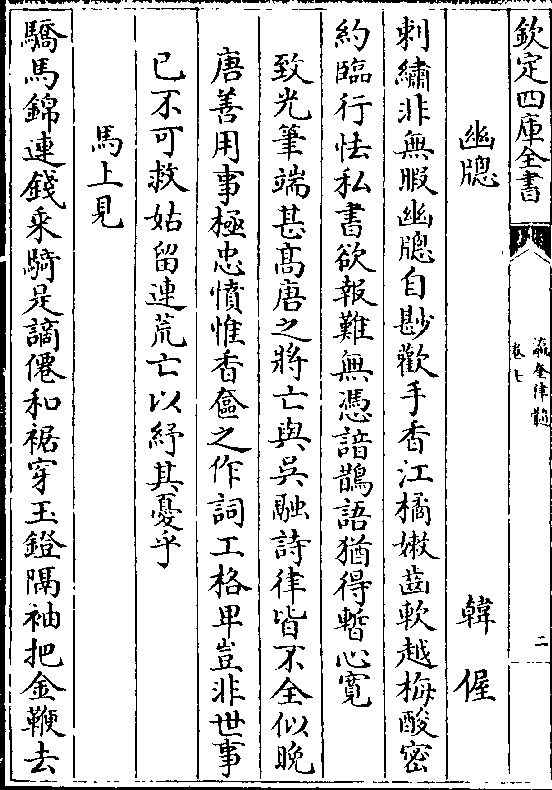 欽定四庫全書
瀛奎律髓
卷七
二
幽牕
韓偓
刺繡非無暇幽牕自尠歡手香江橘嫩齒軟越梅酸密
約臨行怯私書欲報難無憑諳鵲語猶得暫心寛
致光筆端甚髙唐之將亡與吳融詩律皆不全似晚
唐善用事極忠憤惟香奩之作詞工格卑豈非世事
已不可救姑留連荒亡以紓其憂乎
馬上見
驕馬錦連錢乗騎是謫僊和裾穿玉鐙隔袖把金鞭去